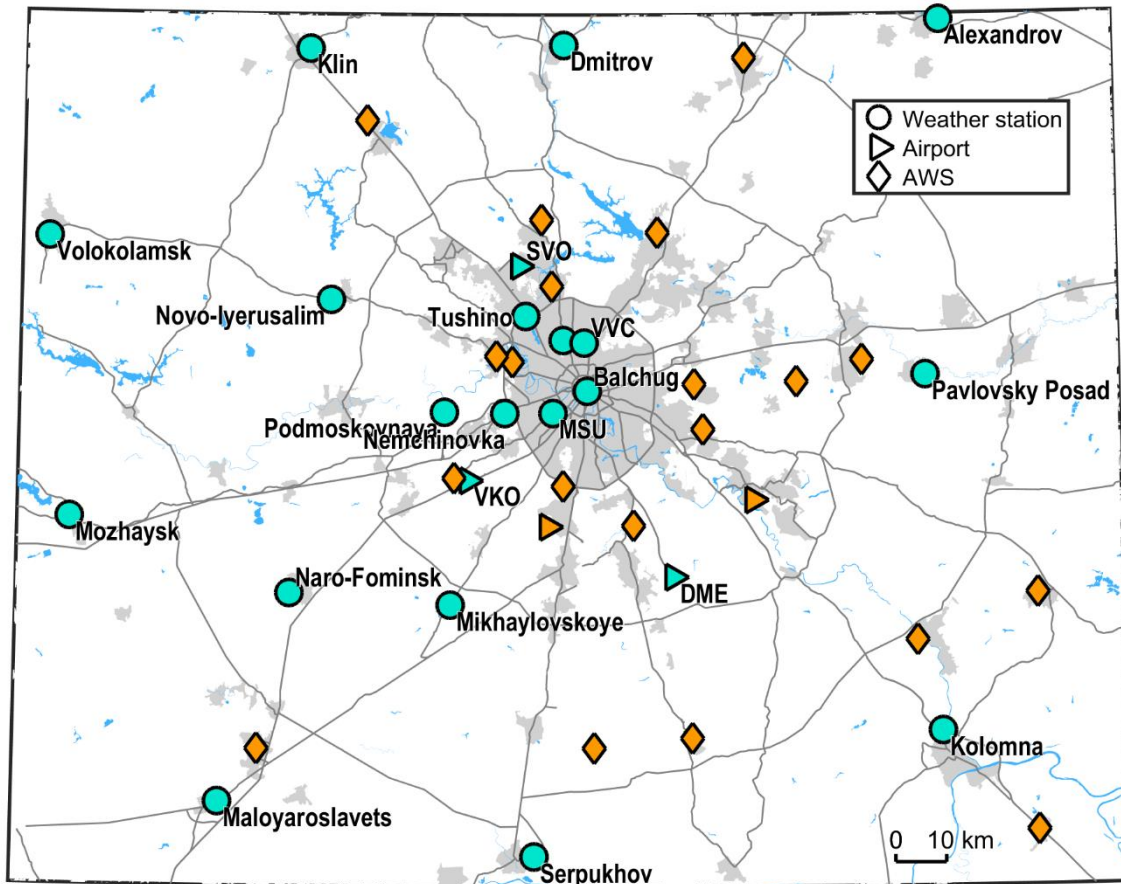 Alexandrov
Klin
Dmitrov
Weather station
Airport
AWS
Volokolamsk
SVO
Novo-Iyerusalim
Tushino
VVC
Balchug
Pavlovsky Posad
Podmoskovnaya
Nemchinovka
MSU
VKO
Mozhaysk
Naro-Fominsk
DME
Mikhaylovskoye
Kolomna
Maloyaroslavets
0 10 km
Serpukhov